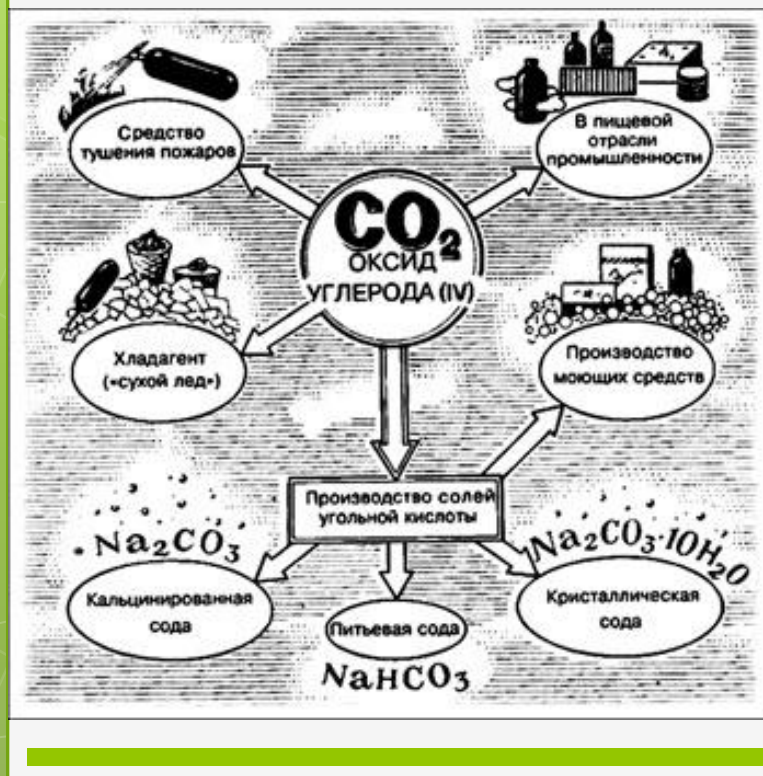 Средство
тушения пожаров
В пищевой
отрасли
промышленности
CO₂
ОКСИД
УГЛЕРОДА (IV)
Хладагент
(«сухой лед»)
Производство
моющих средств
Производство солей
угольной кислоты
Na₂CO₃
Кальцинированная
сода
Питьевая сода
NaHCO₃
Na₂CO₃·10H₂O
Кристаллическая
сода